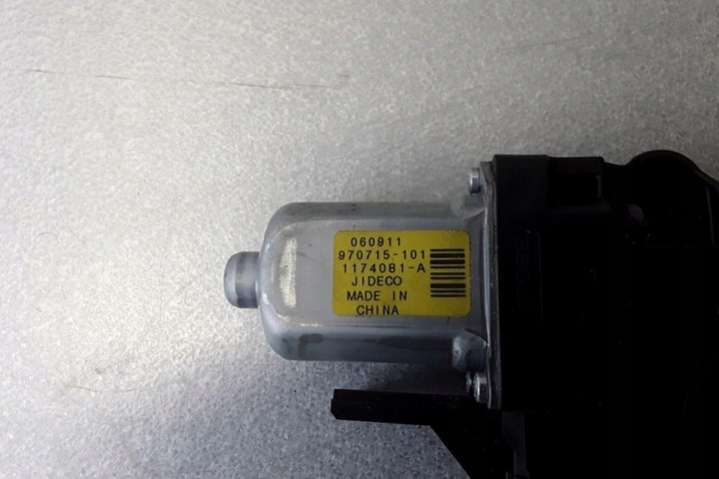 060911
970715-101
1174081-A
JIDECO
MADE IN
CHINA